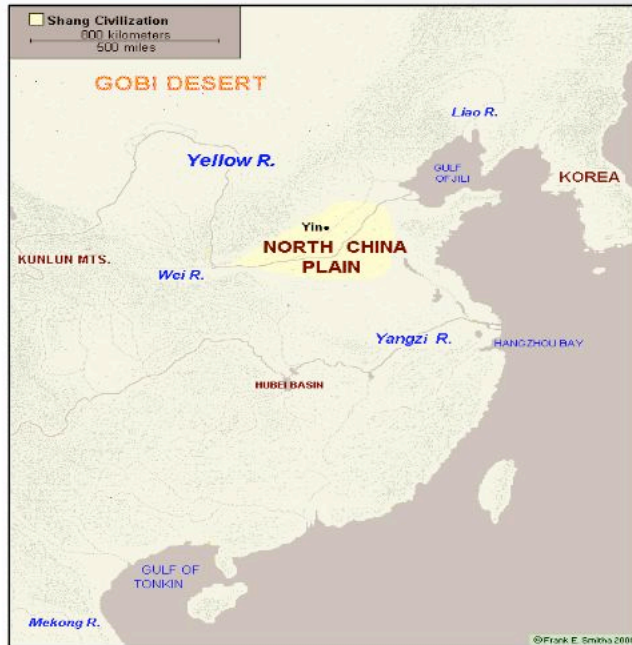 Shang Civilization
800 kilometers
500 miles
GOBI DESERT
Liao R.
Yellow R.
GULF
OF JILI
KOREA
Yin
NORTH CHINA
PLAIN
KUNLUN MTS.
Wei R.
Yangzi R.
HANGZHOU BAY
HUBEI BASIN
GULF OF
TONKIN
Mekong R.
©Frank E. Smitha